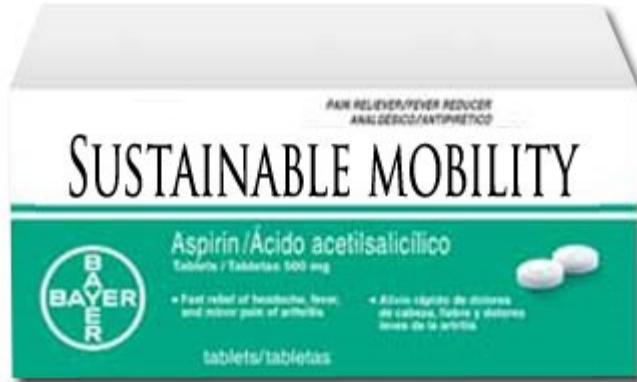 PAIN RELIEVER/FEVER REDUCER
ANALGÉSICO/ANTIPIRÉTICO
SUSTAINABLE MOBILITY
Aspirin/Ácido acetilsalicílico
Tablets / Tabletas 500 mg
BAYER
BAYER
• Fast relief of headache, fever,
and minor pain of arthritis
• Alivio rápido de dolores
de cabeza, fiebre y dolores
leves de la artritis
tablets/tabletas